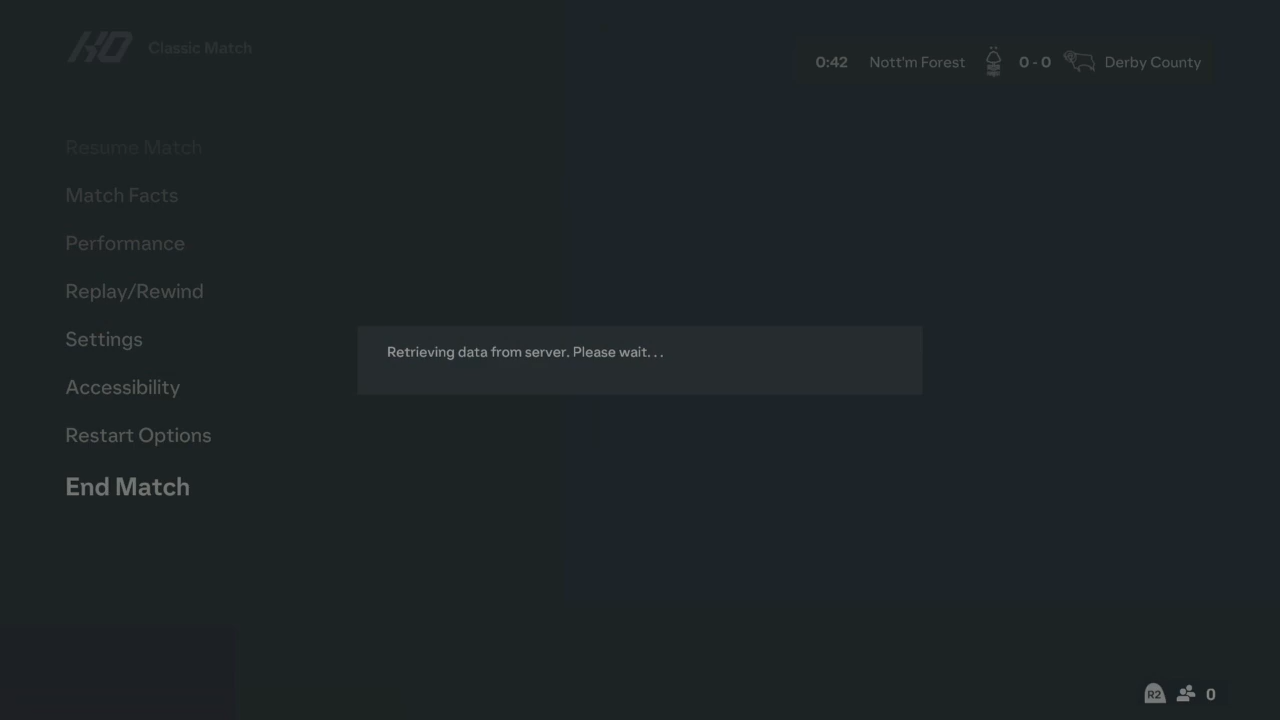 KO Classic Match
0:42 Nott'm Forest 0 - 0 Derby County
Resume Match
Match Facts
Performance
Replay/Rewind
Settings
Accessibility
Restart Options
End Match
Retrieving data from server. Please wait. . .
R2 0